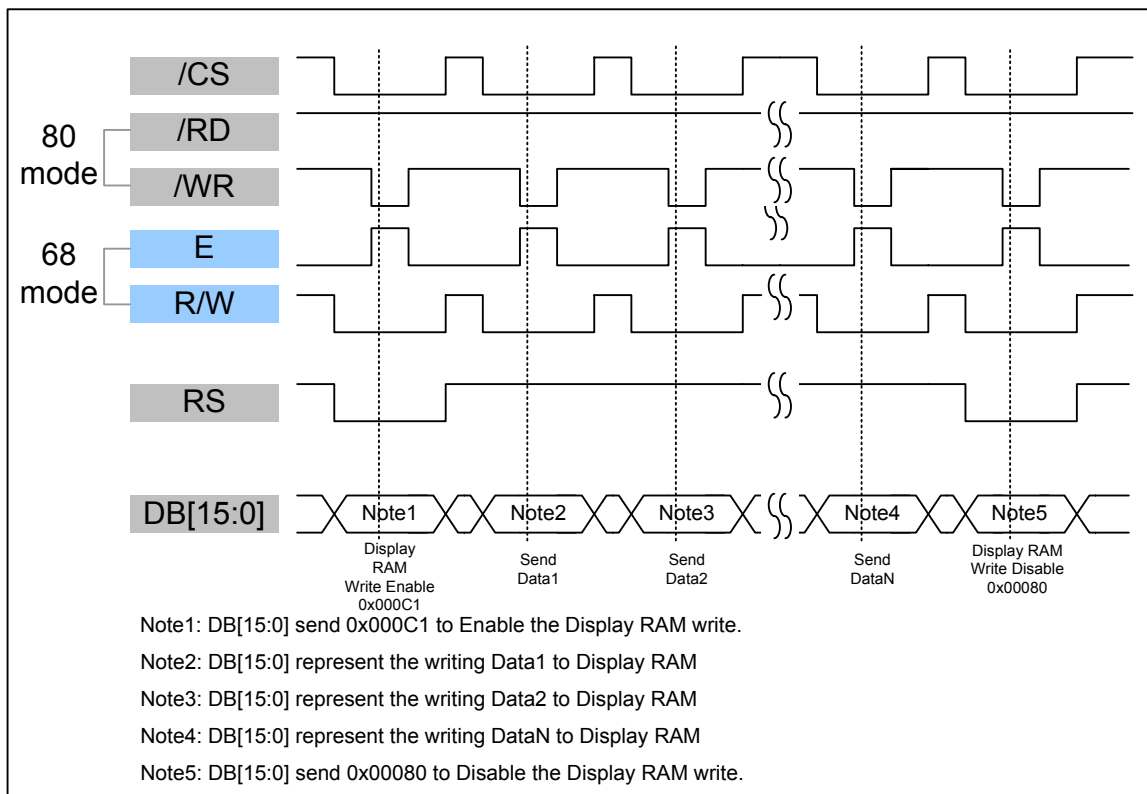 /CS
80
mode
/RD
/WR
68
mode
E
R/W
RS
DB[15:0]
Note1
Note2
Note3
Note4
Note5
Display
RAM
Write Enable
0x000C1
Send
Data1
Send
Data2
Send
DataN
Display RAM
Write Disable
0x00080
Note1: DB[15:0] send 0x000C1 to Enable the Display RAM write.
Note2: DB[15:0] represent the writing Data1 to Display RAM
Note3: DB[15:0] represent the writing Data2 to Display RAM
Note4: DB[15:0] represent the writing DataN to Display RAM
Note5: DB[15:0] send 0x00080 to Disable the Display RAM write.